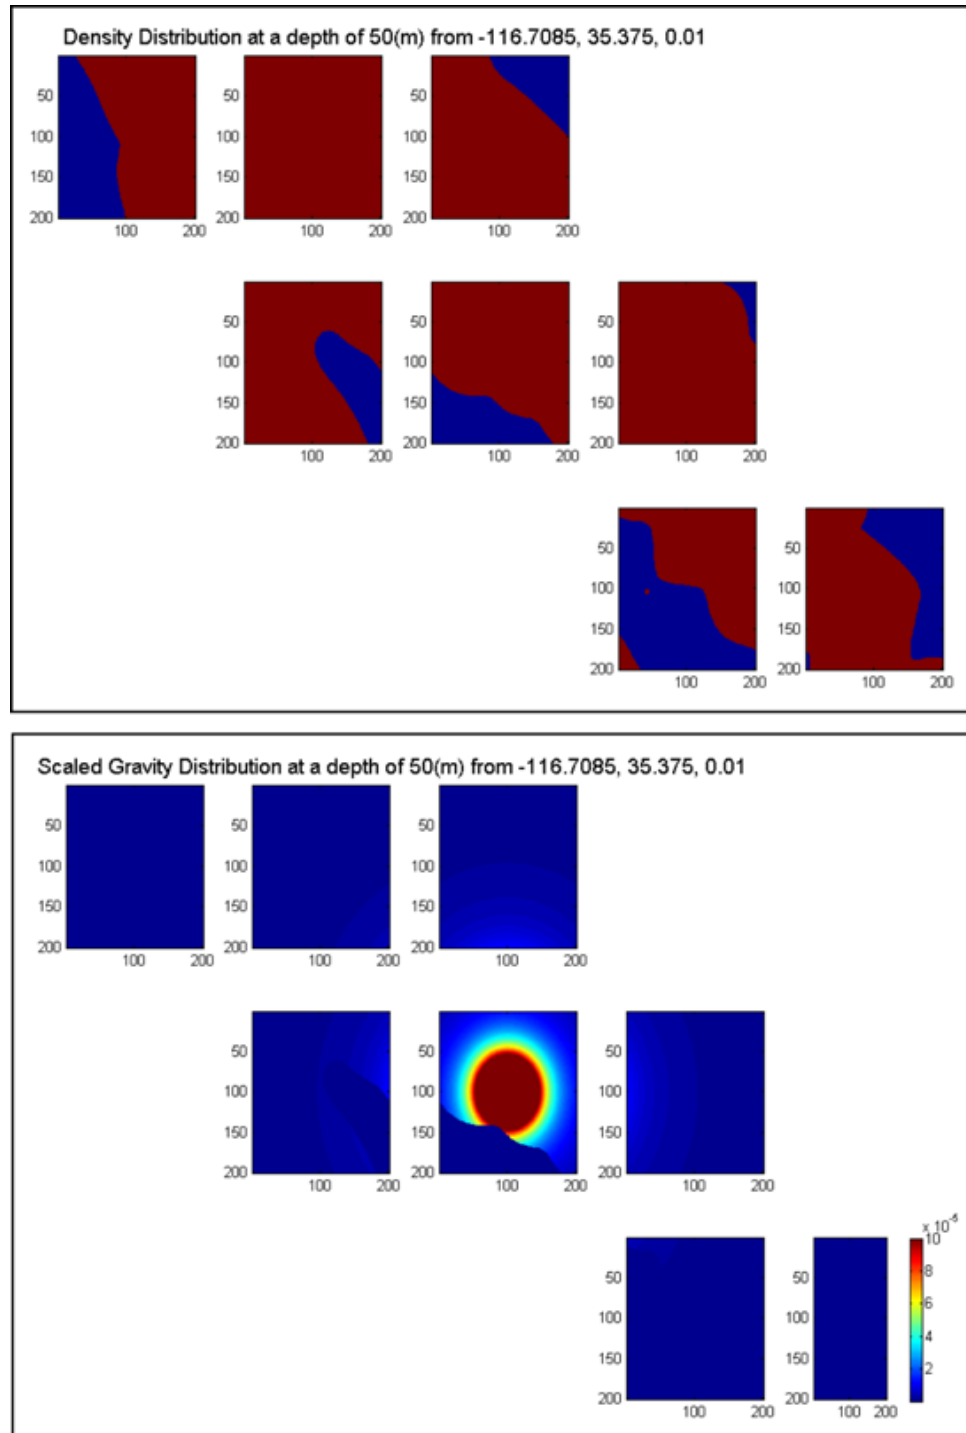 Density Distribution at a depth of 50(m) from -116.7085, 35.375, 0.01
50 50 50
100 100 100
150 150 150
200 200 200
100 200 100 200 100 200
50 50 50
100 100 100
150 150 150
200 200 200
100 200 100 200 100 200
50 50
100 100
150 150
200 200
100 200 100 200
Scaled Gravity Distribution at a depth of 50(m) from -116.7085, 35.375, 0.01
50 50 50
100 100 100
150 150 150
200 200 200
100 200 100 200 100 200
50 50 50
100 100 100
150 150 150
200 200 200
100 200 100 200 100 200
x 10⁻⁵
10
50 50 8
100 100 6
150 150 4
200 200 2
100 200 100 200